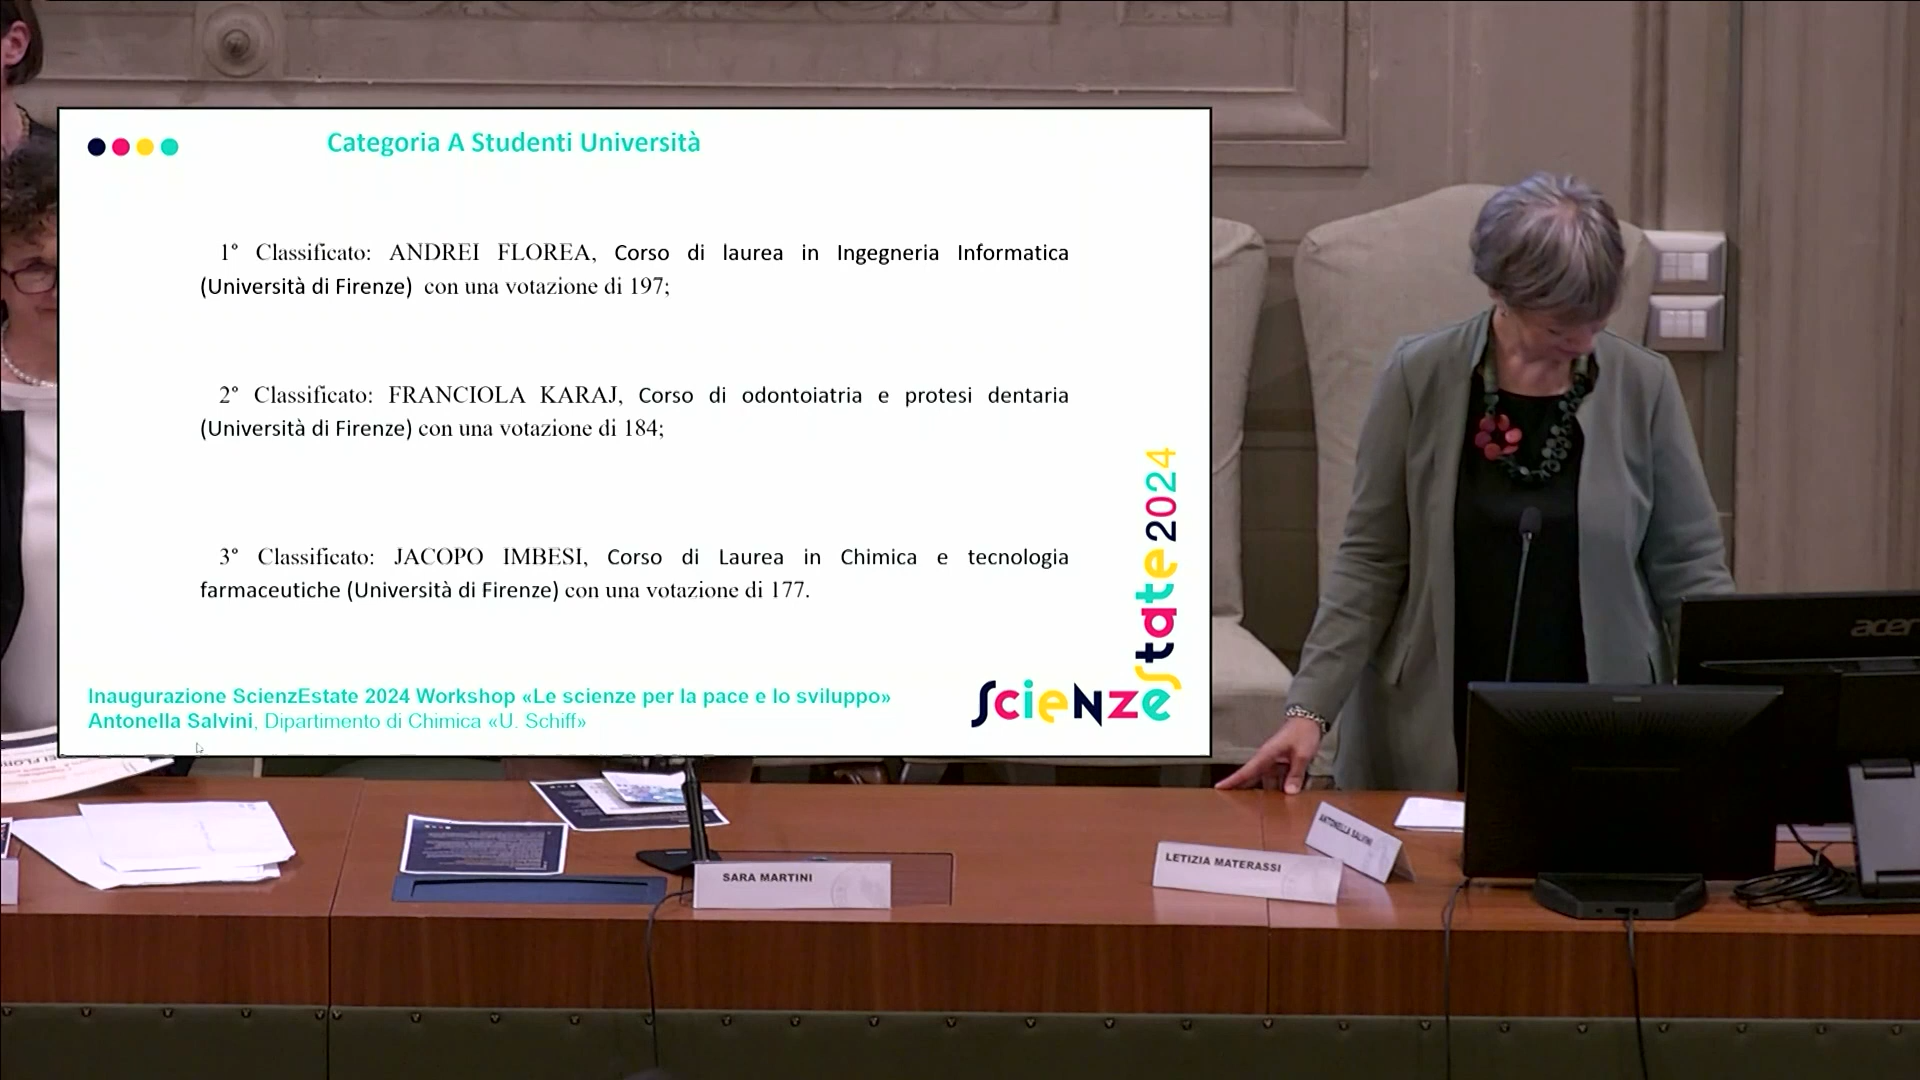 Categoria A Studenti Università
1° Classificato: ANDREI FLOREA, Corso di laurea in Ingegneria Informatica
(Università di Firenze) con una votazione di 197;
2° Classificato: FRANCIOLA KARAJ, Corso di odontoiatria e protesi dentaria
(Università di Firenze) con una votazione di 184;
3° Classificato: JACOPO IMBESI, Corso di Laurea in Chimica e tecnologia
farmaceutiche (Università di Firenze) con una votazione di 177.
Inaugurazione ScienzEstate 2024 Workshop «Le scienze per la pace e lo sviluppo»
Antonella Salvini, Dipartimento di Chimica «U. Schiff»
ScieNzEState2024
acer
SARA MARTINI
LETIZIA MATERASSI
ANTONELLA SALVINI